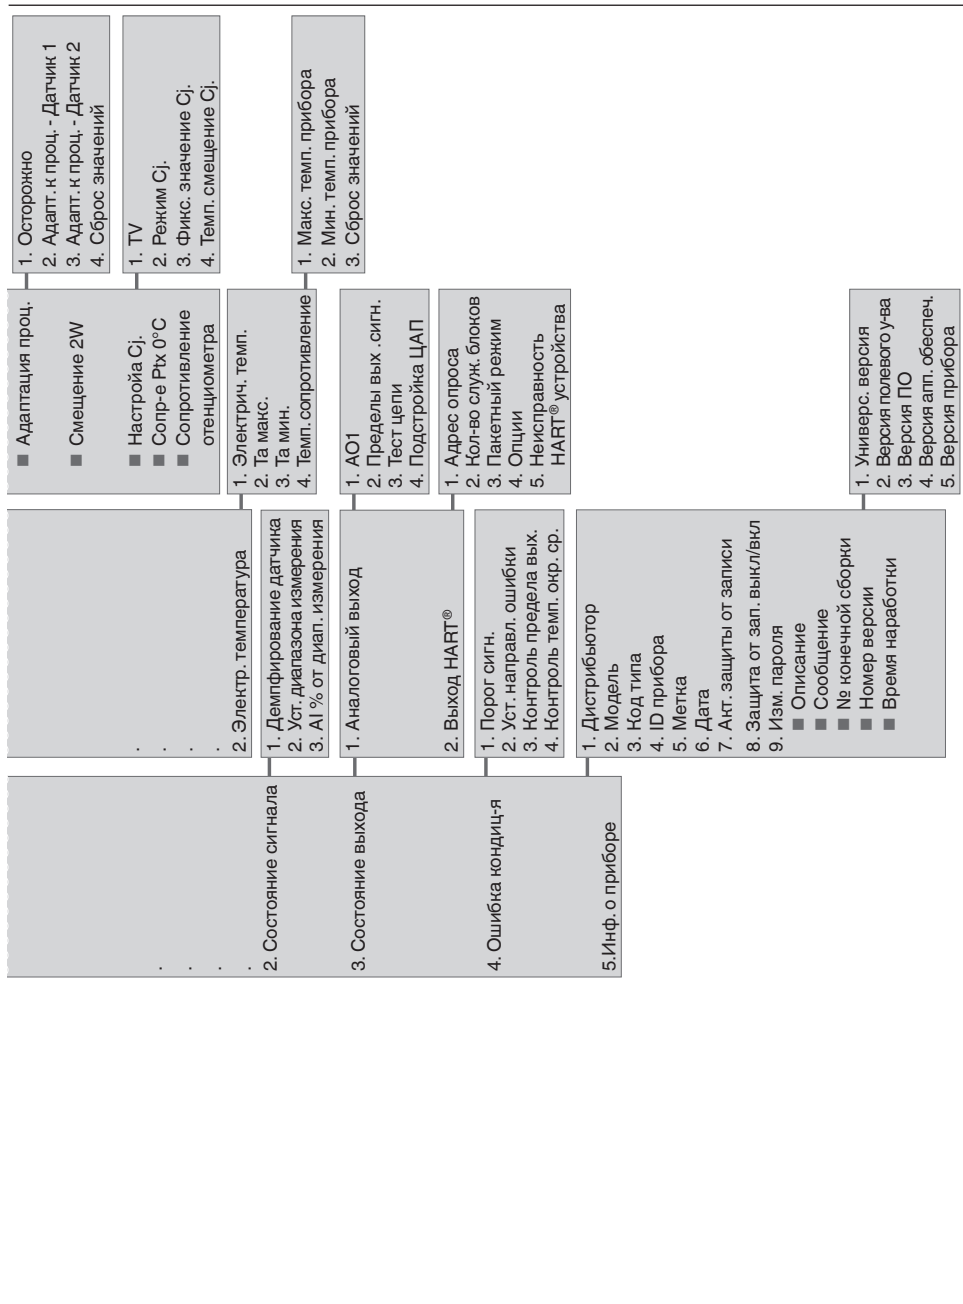 .
.
.
.
2. Состояние сигнала
3. Состояние выхода
4. Ошибка кондиц-я
5.Инф. о приборе
.
.
.
.
2. Электр. температура
1. Демпфирование датчика
2. Уст. диапазона измерения
3. AI % от диап. измерения
1. Аналоговый выход
2. Выход HART®
1. Порог сигн.
2. Уст. направл. ошибки
3. Контроль предела вых.
4. Контроль темп. окр. ср.
1. Дистрибьютор
2. Модель
3. Код типа
4. ID прибора
5. Метка
6. Дата
7. Акт. защиты от записи
8. Защита от зап. выкл/вкл
9. Изм. пароля
■ Описание
■ Сообщение
■ № конечной сборки
■ Номер версии
■ Время наработки
■ Адаптация проц.
■ Смещение 2W
■ Настройа Cj.
■ Сопр-е Ptx 0°C
■ Сопротивление
отенциометра
1. Электрич. темп.
2. Ta макс.
3. Ta мин.
4. Темп. сопротивление
1. AO1
2. Пределы вых .сигн.
3. Тест цепи
4. Подстройка ЦАП
1. Адрес опроса
2. Кол-во служ. блоков
3. Пакетный режим
4. Опции
5. Неисправность
HART® устройства
1. Универс. версия
2. Версия полевого у-ва
3. Версия ПО
4. Версия апп. обеспеч.
5. Версия прибора
1. Осторожно
2. Адапт. к проц. - Датчик 1
3. Адапт. к проц. - Датчик 2
4. Сброс значений
1. TV
2. Режим Cj.
3. Фикс. значение Cj.
4. Темп. смещение Cj.
1. Макс. темп. прибора
2. Мин. темп. прибора
3. Сброс значений